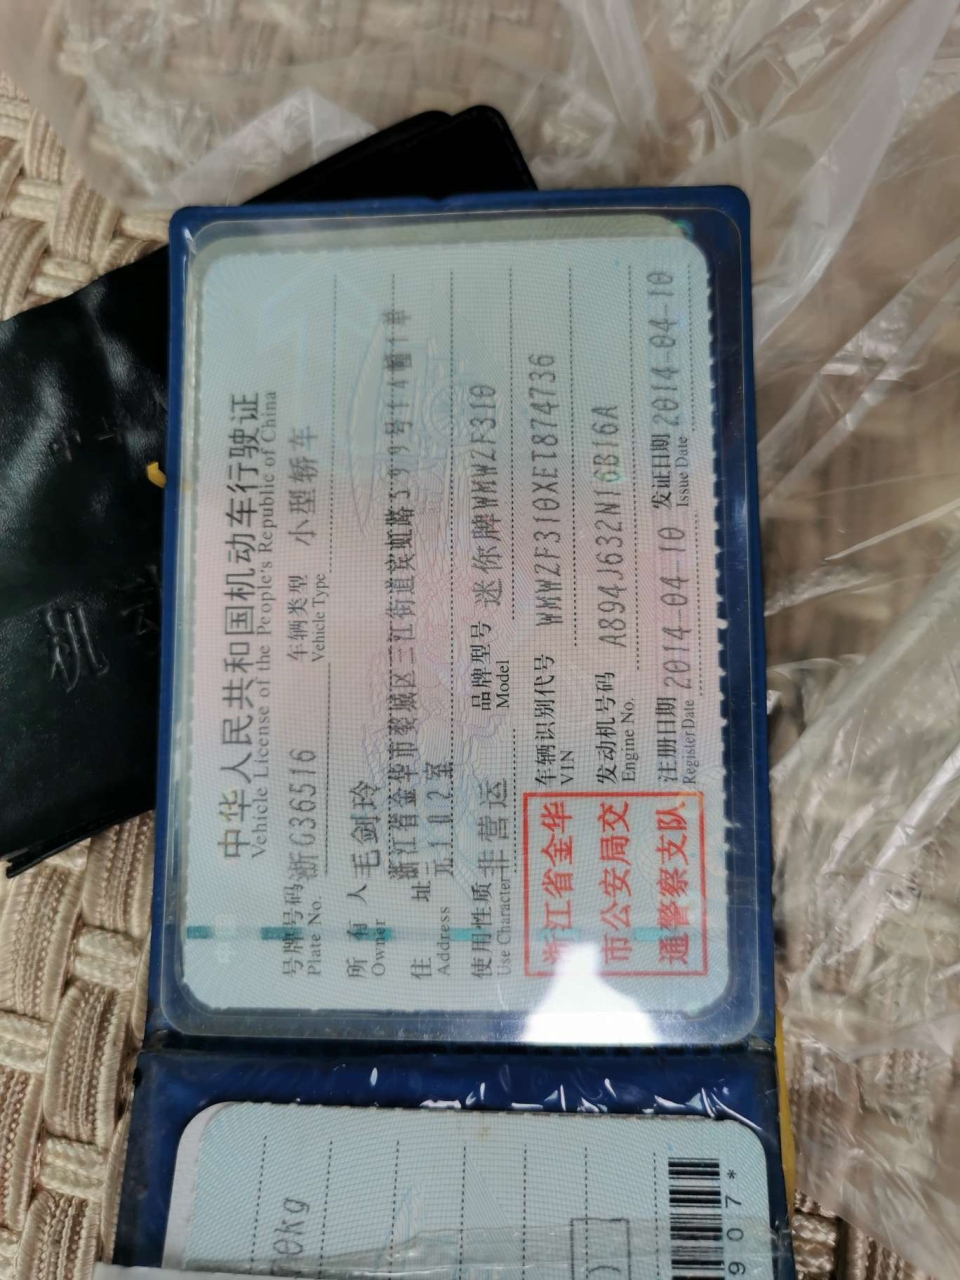 中华人民共和国机动车行驶证
Vehicle License of the People's Republic of China
号牌号码 浙G36516 车辆类型 小型轿车
Plate No. Vehicle Type
所有人 毛剑玲
Owner
住址 浙江省金华市婺城区三江街道宾虹路
Address 元1102室
使用性质 非营运 品牌型号 迷你牌WMWZF310
Use Character Model
浙江省金华
市公安局交
通警察支队
车辆识别代号 WMWZF310XEI874736
VIN
发动机号码 A894J632N16B16A
Engine No.
注册日期 2014-04-10 发证日期 2014-04-10
Register Date Issue Date
0kg
907*